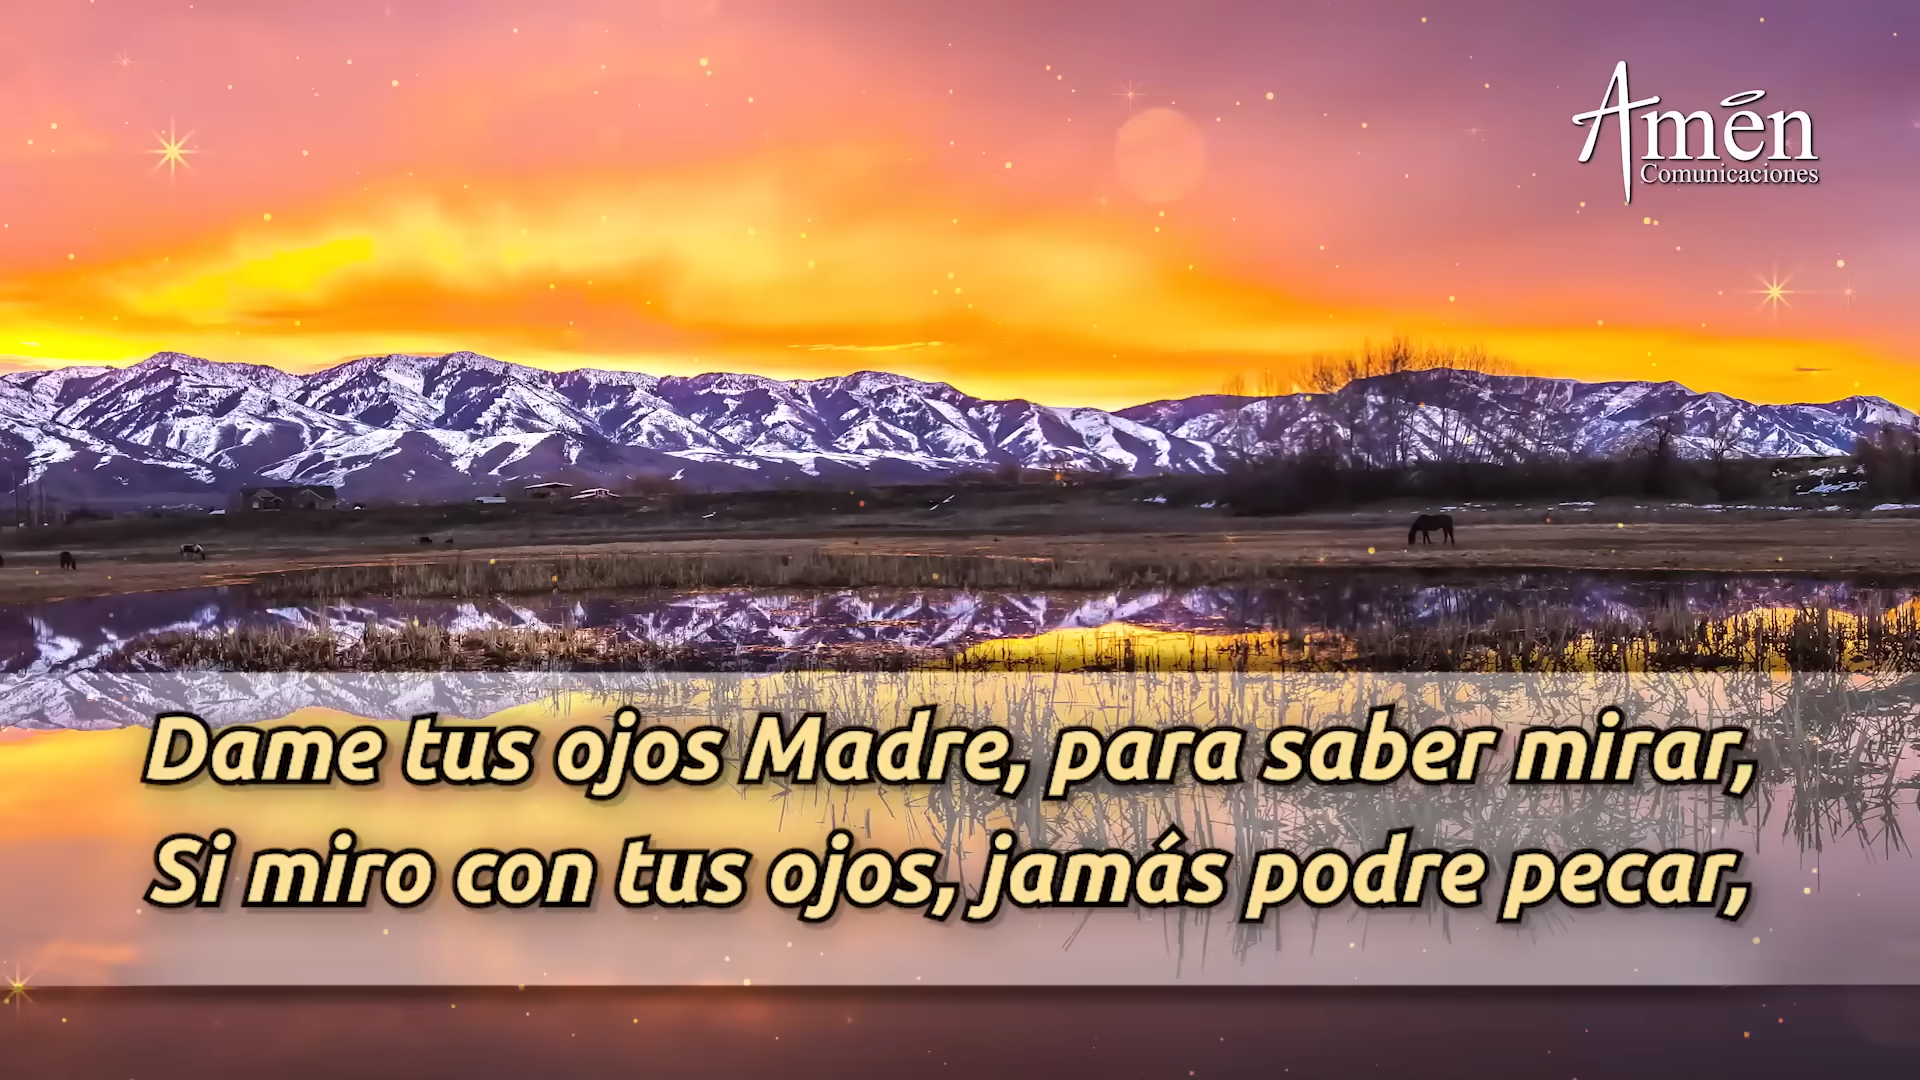 Amén
Comunicaciones
Dame tus ojos Madre, para saber mirar,
Si miro con tus ojos, jamás podre pecar,